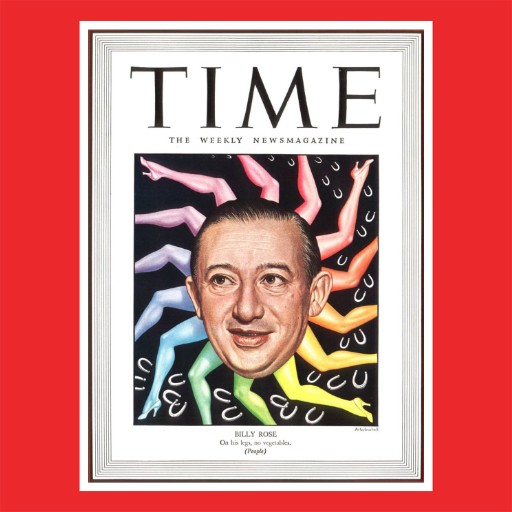 TIME
THE WEEKLY NEWSMAGAZINE
BILLY ROSE
On his legs, no vegetables.
(People)